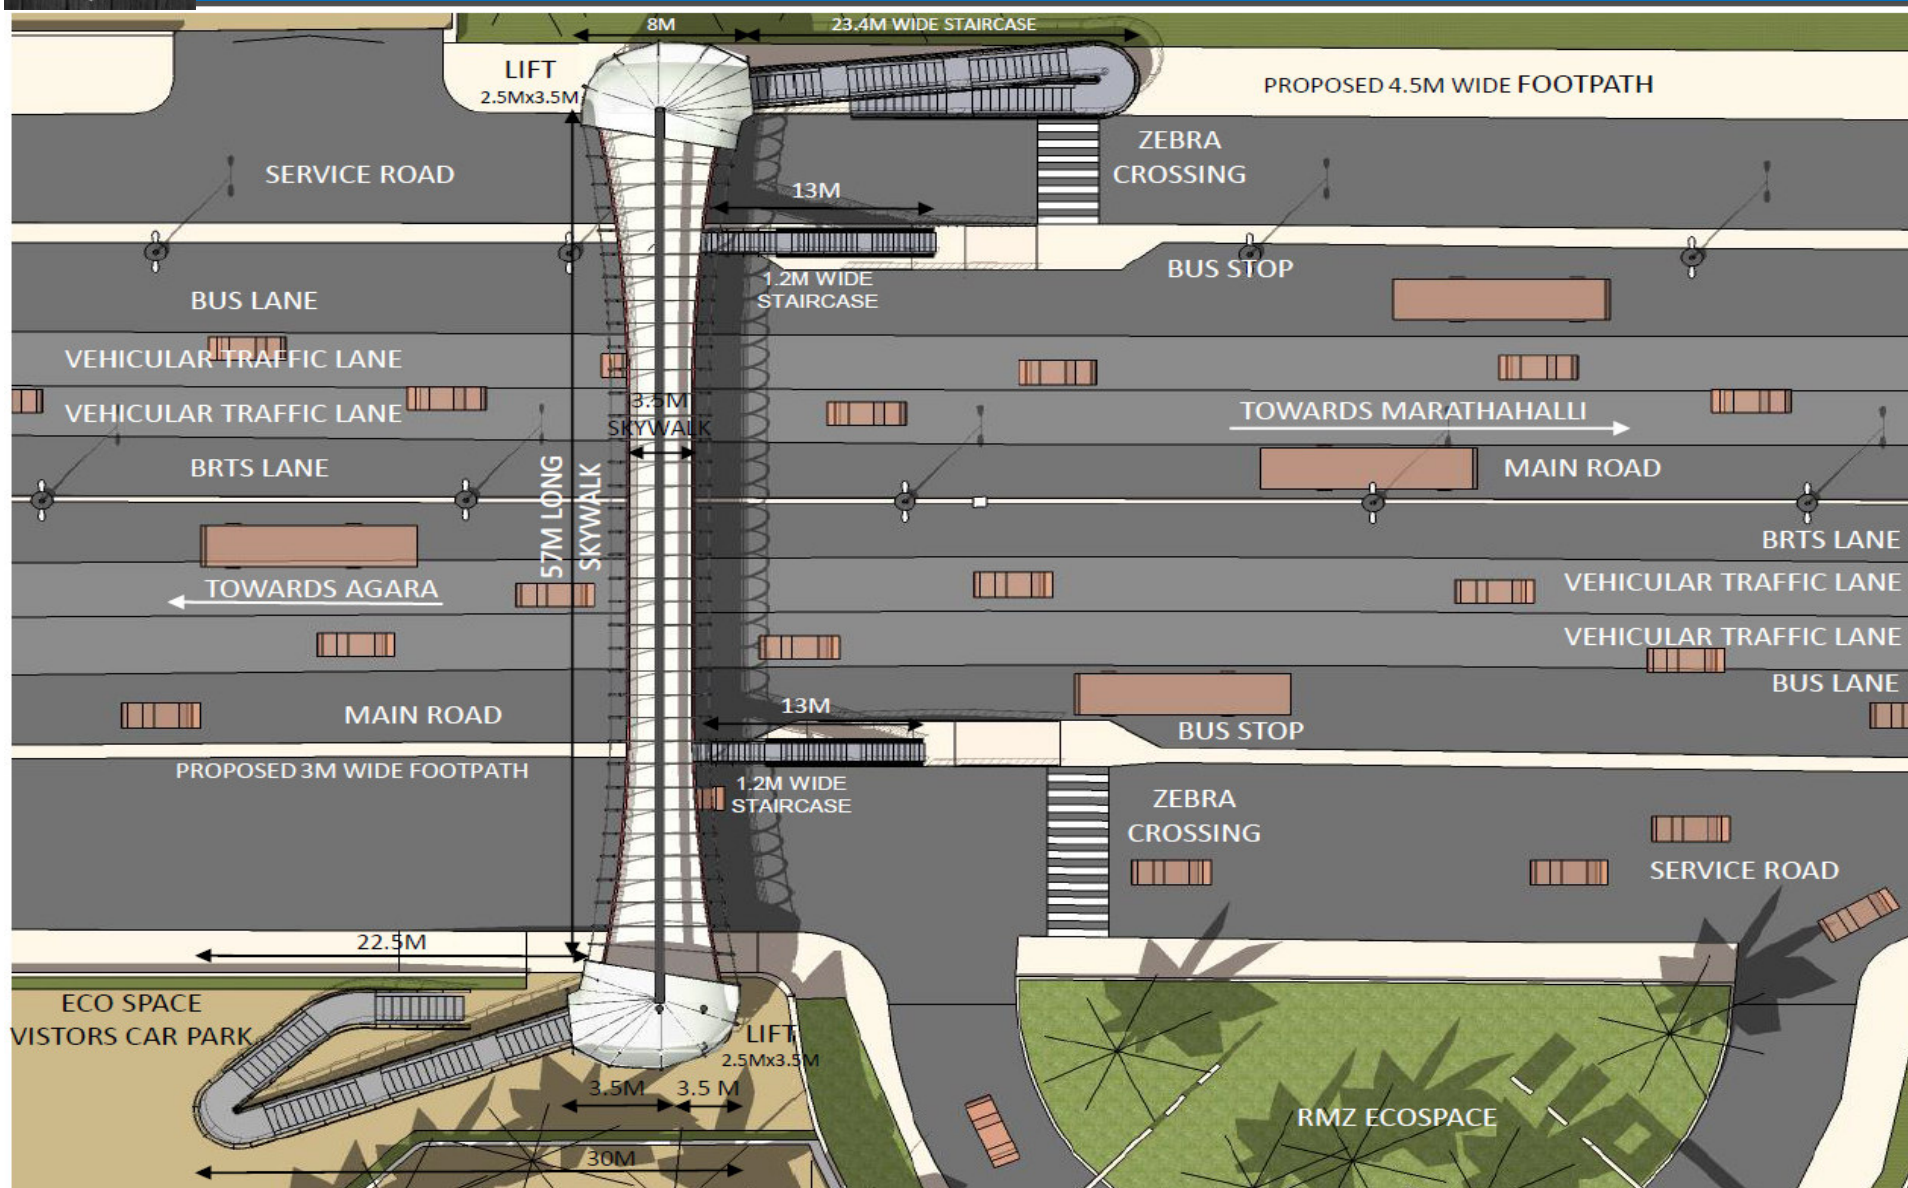 8M
23.4M WIDE STAIRCASE
LIFT
2.5Mx3.5M
PROPOSED 4.5M WIDE FOOTPATH
ZEBRA
CROSSING
SERVICE ROAD
13M
BUS STOP
1.2M WIDE
STAIRCASE
BUS LANE
VEHICULAR TRAFFIC LANE
3.5M
SKYWALK
VEHICULAR TRAFFIC LANE
TOWARDS MARATHAHALLI
BRTS LANE
MAIN ROAD
57M LONG
SKYWALK
BRTS LANE
TOWARDS AGARA
VEHICULAR TRAFFIC LANE
VEHICULAR TRAFFIC LANE
BUS LANE
MAIN ROAD
13M
BUS STOP
PROPOSED 3M WIDE FOOTPATH
1.2M WIDE
STAIRCASE
ZEBRA
CROSSING
SERVICE ROAD
22.5M
ECO SPACE
VISTORS CAR PARK
LIFT
2.5Mx3.5M
3.5M
3.5 M
RMZ ECOSPACE
30M